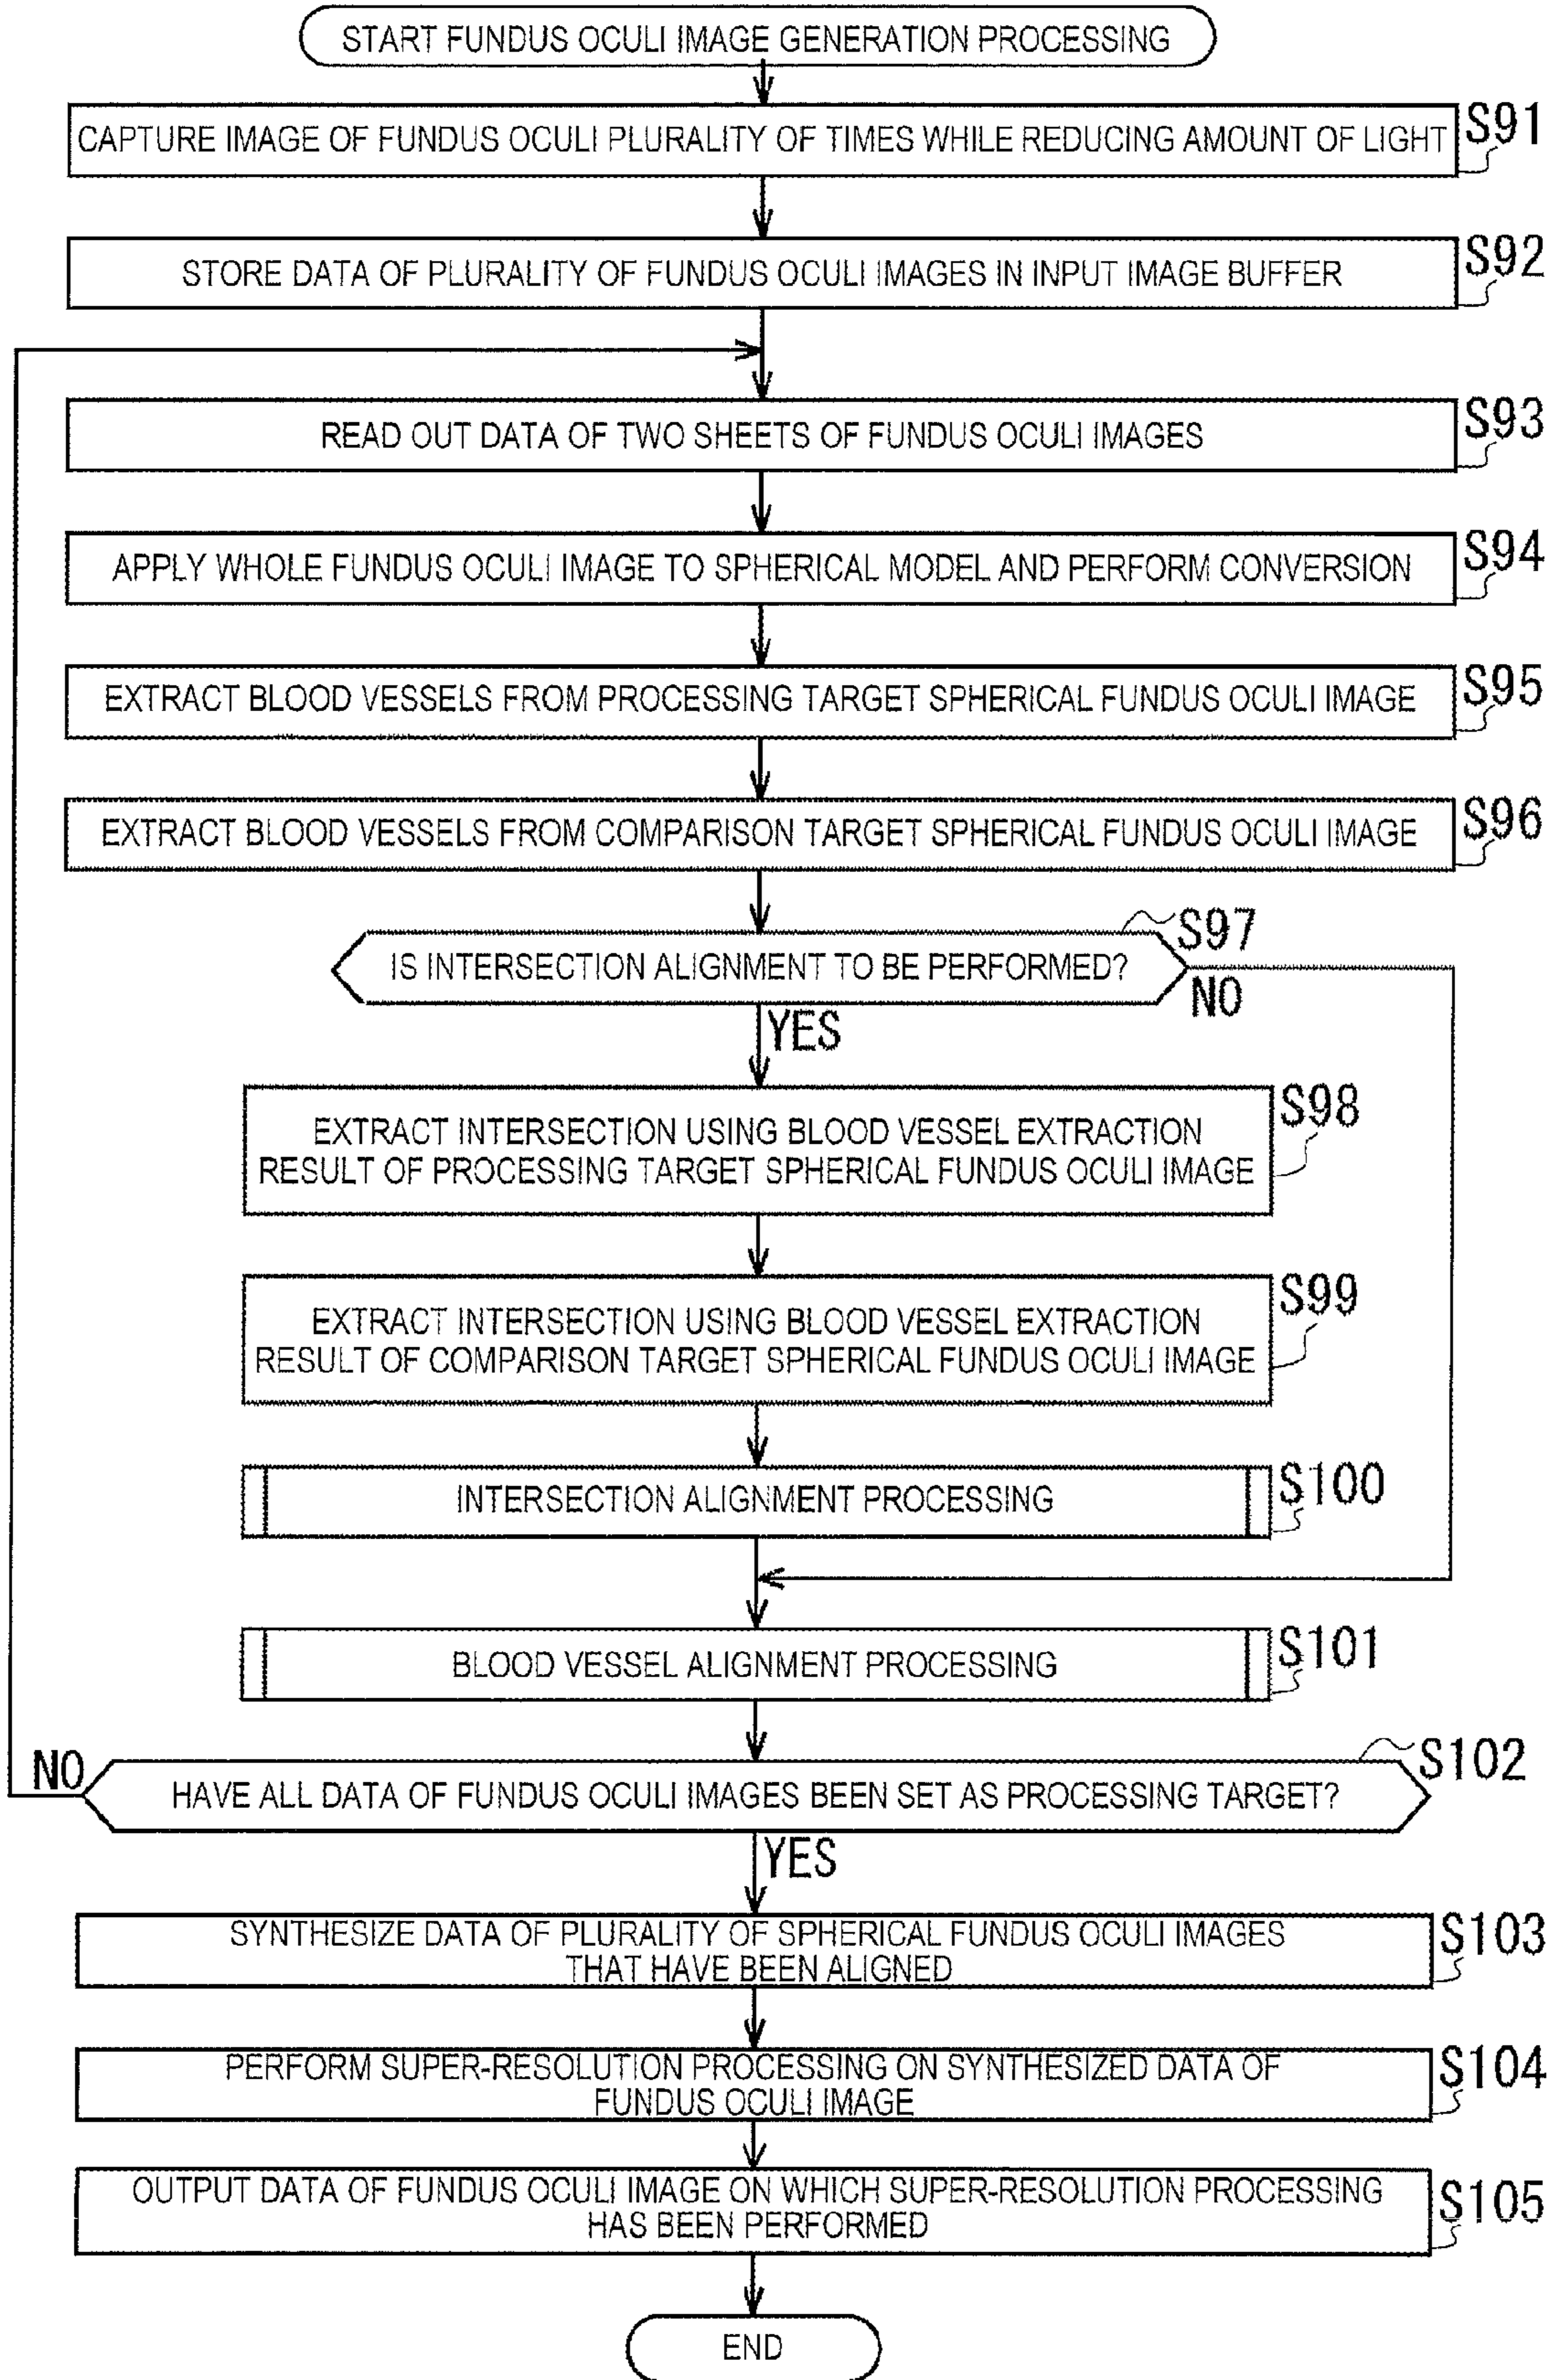 START FUNDUS OCULI IMAGE GENERATION PROCESSING
CAPTURE IMAGE OF FUNDUS OCULI PLURALITY OF TIMES WHILE REDUCING AMOUNT OF LIGHT
S91
STORE DATA OF PLURALITY OF FUNDUS OCULI IMAGES IN INPUT IMAGE BUFFER
S92
READ OUT DATA OF TWO SHEETS OF FUNDUS OCULI IMAGES
S93
APPLY WHOLE FUNDUS OCULI IMAGE TO SPHERICAL MODEL AND PERFORM CONVERSION
S94
EXTRACT BLOOD VESSELS FROM PROCESSING TARGET SPHERICAL FUNDUS OCULI IMAGE
S95
EXTRACT BLOOD VESSELS FROM COMPARISON TARGET SPHERICAL FUNDUS OCULI IMAGE
S96
IS INTERSECTION ALIGNMENT TO BE PERFORMED?
S97
NO
YES
EXTRACT INTERSECTION USING BLOOD VESSEL EXTRACTION
RESULT OF PROCESSING TARGET SPHERICAL FUNDUS OCULI IMAGE
S98
EXTRACT INTERSECTION USING BLOOD VESSEL EXTRACTION
RESULT OF COMPARISON TARGET SPHERICAL FUNDUS OCULI IMAGE
S99
INTERSECTION ALIGNMENT PROCESSING
S100
BLOOD VESSEL ALIGNMENT PROCESSING
S101
NO
HAVE ALL DATA OF FUNDUS OCULI IMAGES BEEN SET AS PROCESSING TARGET?
S102
YES
SYNTHESIZE DATA OF PLURALITY OF SPHERICAL FUNDUS OCULI IMAGES
THAT HAVE BEEN ALIGNED
S103
PERFORM SUPER-RESOLUTION PROCESSING ON SYNTHESIZED DATA OF
FUNDUS OCULI IMAGE
S104
OUTPUT DATA OF FUNDUS OCULI IMAGE ON WHICH SUPER-RESOLUTION PROCESSING
HAS BEEN PERFORMED
S105
END